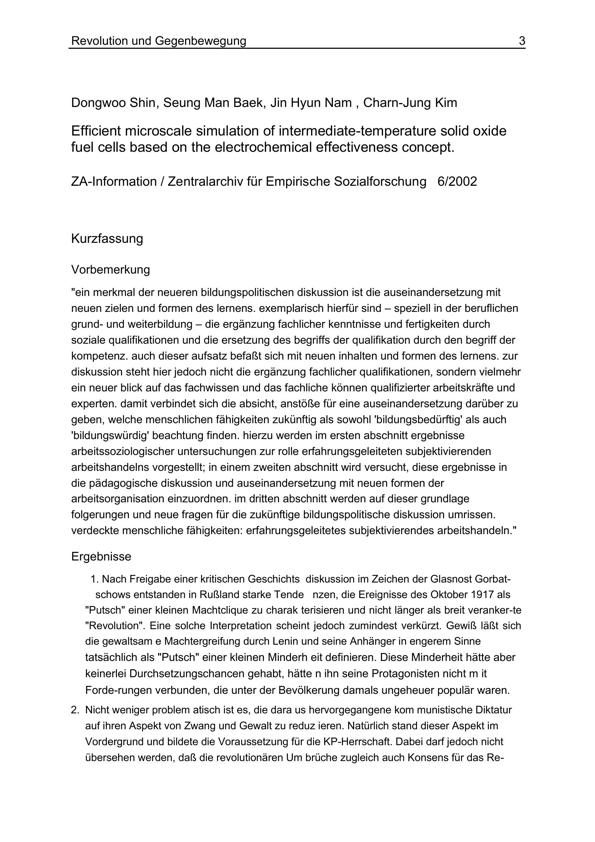 Revolution und Gegenbewegung 3
Dongwoo Shin, Seung Man Baek, Jin Hyun Nam , Charn-Jung Kim
Efficient microscale simulation of intermediate-temperature solid oxide
fuel cells based on the electrochemical effectiveness concept.
ZA-Information / Zentralarchiv für Empirische Sozialforschung 6/2002
Kurzfassung
Vorbemerkung
"ein merkmal der neueren bildungspolitischen diskussion ist die auseinandersetzung mit
neuen zielen und formen des lernens. exemplarisch hierfür sind – speziell in der beruflichen
grund- und weiterbildung – die ergänzung fachlicher kenntnisse und fertigkeiten durch
soziale qualifikationen und die ersetzung des begriffs der qualifikation durch den begriff der
kompetenz. auch dieser aufsatz befaßt sich mit neuen inhalten und formen des lernens. zur
diskussion steht hier jedoch nicht die ergänzung fachlicher qualifikationen, sondern vielmehr
ein neuer blick auf das fachwissen und das fachliche können qualifizierter arbeitskräfte und
experten. damit verbindet sich die absicht, anstöße für eine auseinandersetzung darüber zu
geben, welche menschlichen fähigkeiten zukünftig als sowohl 'bildungsbedürftig' als auch
'bildungswürdig' beachtung finden. hierzu werden im ersten abschnitt ergebnisse
arbeitssoziologischer untersuchungen zur rolle erfahrungsgeleiteten subjektivierenden
arbeitshandelns vorgestellt; in einem zweiten abschnitt wird versucht, diese ergebnisse in
die pädagogische diskussion und auseinandersetzung mit neuen formen der
arbeitsorganisation einzuordnen. im dritten abschnitt werden auf dieser grundlage
folgerungen und neue fragen für die zukünftige bildungspolitische diskussion umrissen.
verdeckte menschliche fähigkeiten: erfahrungsgeleitetes subjektivierendes arbeitshandeln."
Ergebnisse
1. Nach Freigabe einer kritischen Geschichts diskussion im Zeichen der Glasnost Gorbat-
schows entstanden in Rußland starke Tende nzen, die Ereignisse des Oktober 1917 als
"Putsch" einer kleinen Machtclique zu charak terisieren und nicht länger als breit veranker-te
"Revolution". Eine solche Interpretation scheint jedoch zumindest verkürzt. Gewiß läßt sich
die gewaltsam e Machtergreifung durch Lenin und seine Anhänger in engerem Sinne
tatsächlich als "Putsch" einer kleinen Minderh eit definieren. Diese Minderheit hätte aber
keinerlei Durchsetzungschancen gehabt, hätte n ihn seine Protagonisten nicht m it
Forde-rungen verbunden, die unter der Bevölkerung damals ungeheuer populär waren.
2. Nicht weniger problem atisch ist es, die dara us hervorgegangene kom munistische Diktatur
auf ihren Aspekt von Zwang und Gewalt zu reduz ieren. Natürlich stand dieser Aspekt im
Vordergrund und bildete die Voraussetzung für die KP-Herrschaft. Dabei darf jedoch nicht
übersehen werden, daß die revolutionären Um brüche zugleich auch Konsens für das Re-